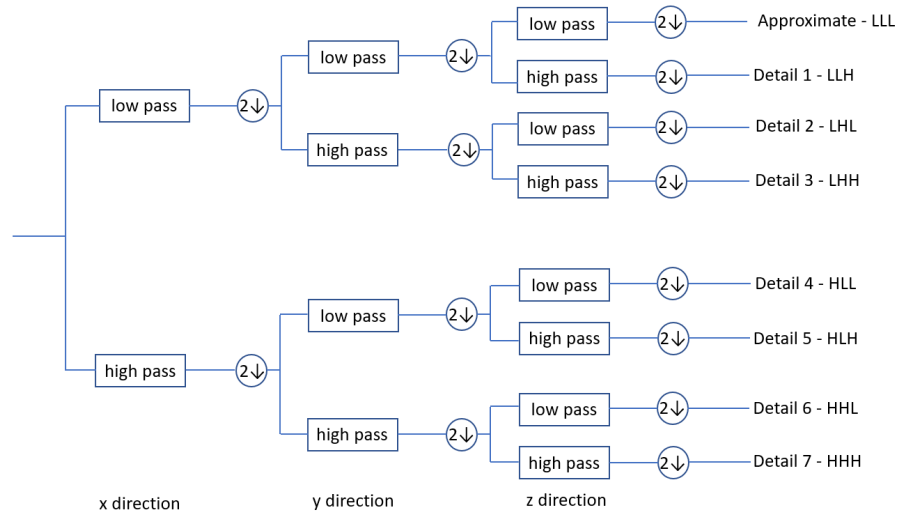 low pass 2↓ Approximate - LLL
low pass 2↓
high pass 2↓ Detail 1 - LLH
low pass 2↓
low pass 2↓ Detail 2 - LHL
high pass 2↓
high pass 2↓ Detail 3 - LHH
low pass 2↓ Detail 4 - HLL
low pass 2↓
high pass 2↓ Detail 5 - HLH
high pass 2↓
low pass 2↓ Detail 6 - HHL
high pass 2↓
high pass 2↓ Detail 7 - HHH
x direction y direction z direction